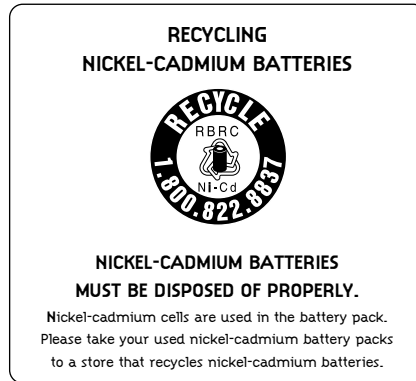 RECYCLING
NICKEL-CADMIUM BATTERIES
RECYCLE
RBRC
Ni-Cd
1.800.822.8837
NICKEL-CADMIUM BATTERIES
MUST BE DISPOSED OF PROPERLY.
Nickel-cadmium cells are used in the battery pack.
Please take your used nickel-cadmium battery packs
to a store that recycles nickel-cadmium batteries.